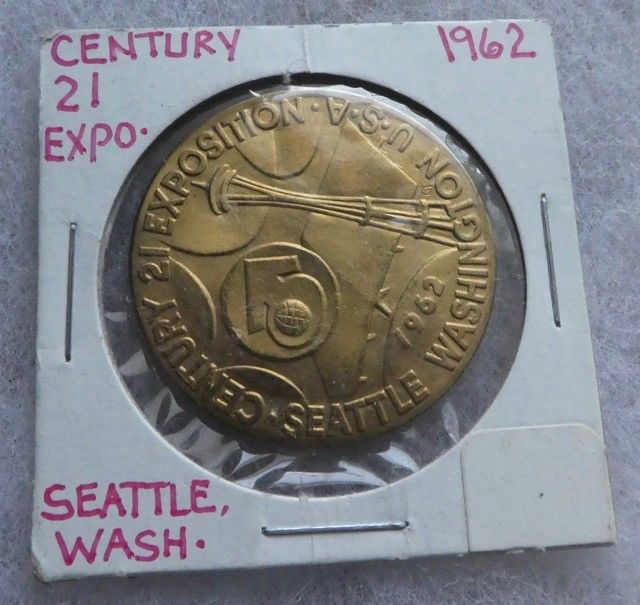 CENTURY
21
EXPO.
1962
CENTURY 21 EXPOSITION · U·S·A·
SEATTLE WASHINGTON
1962
SEATTLE,
WASH.